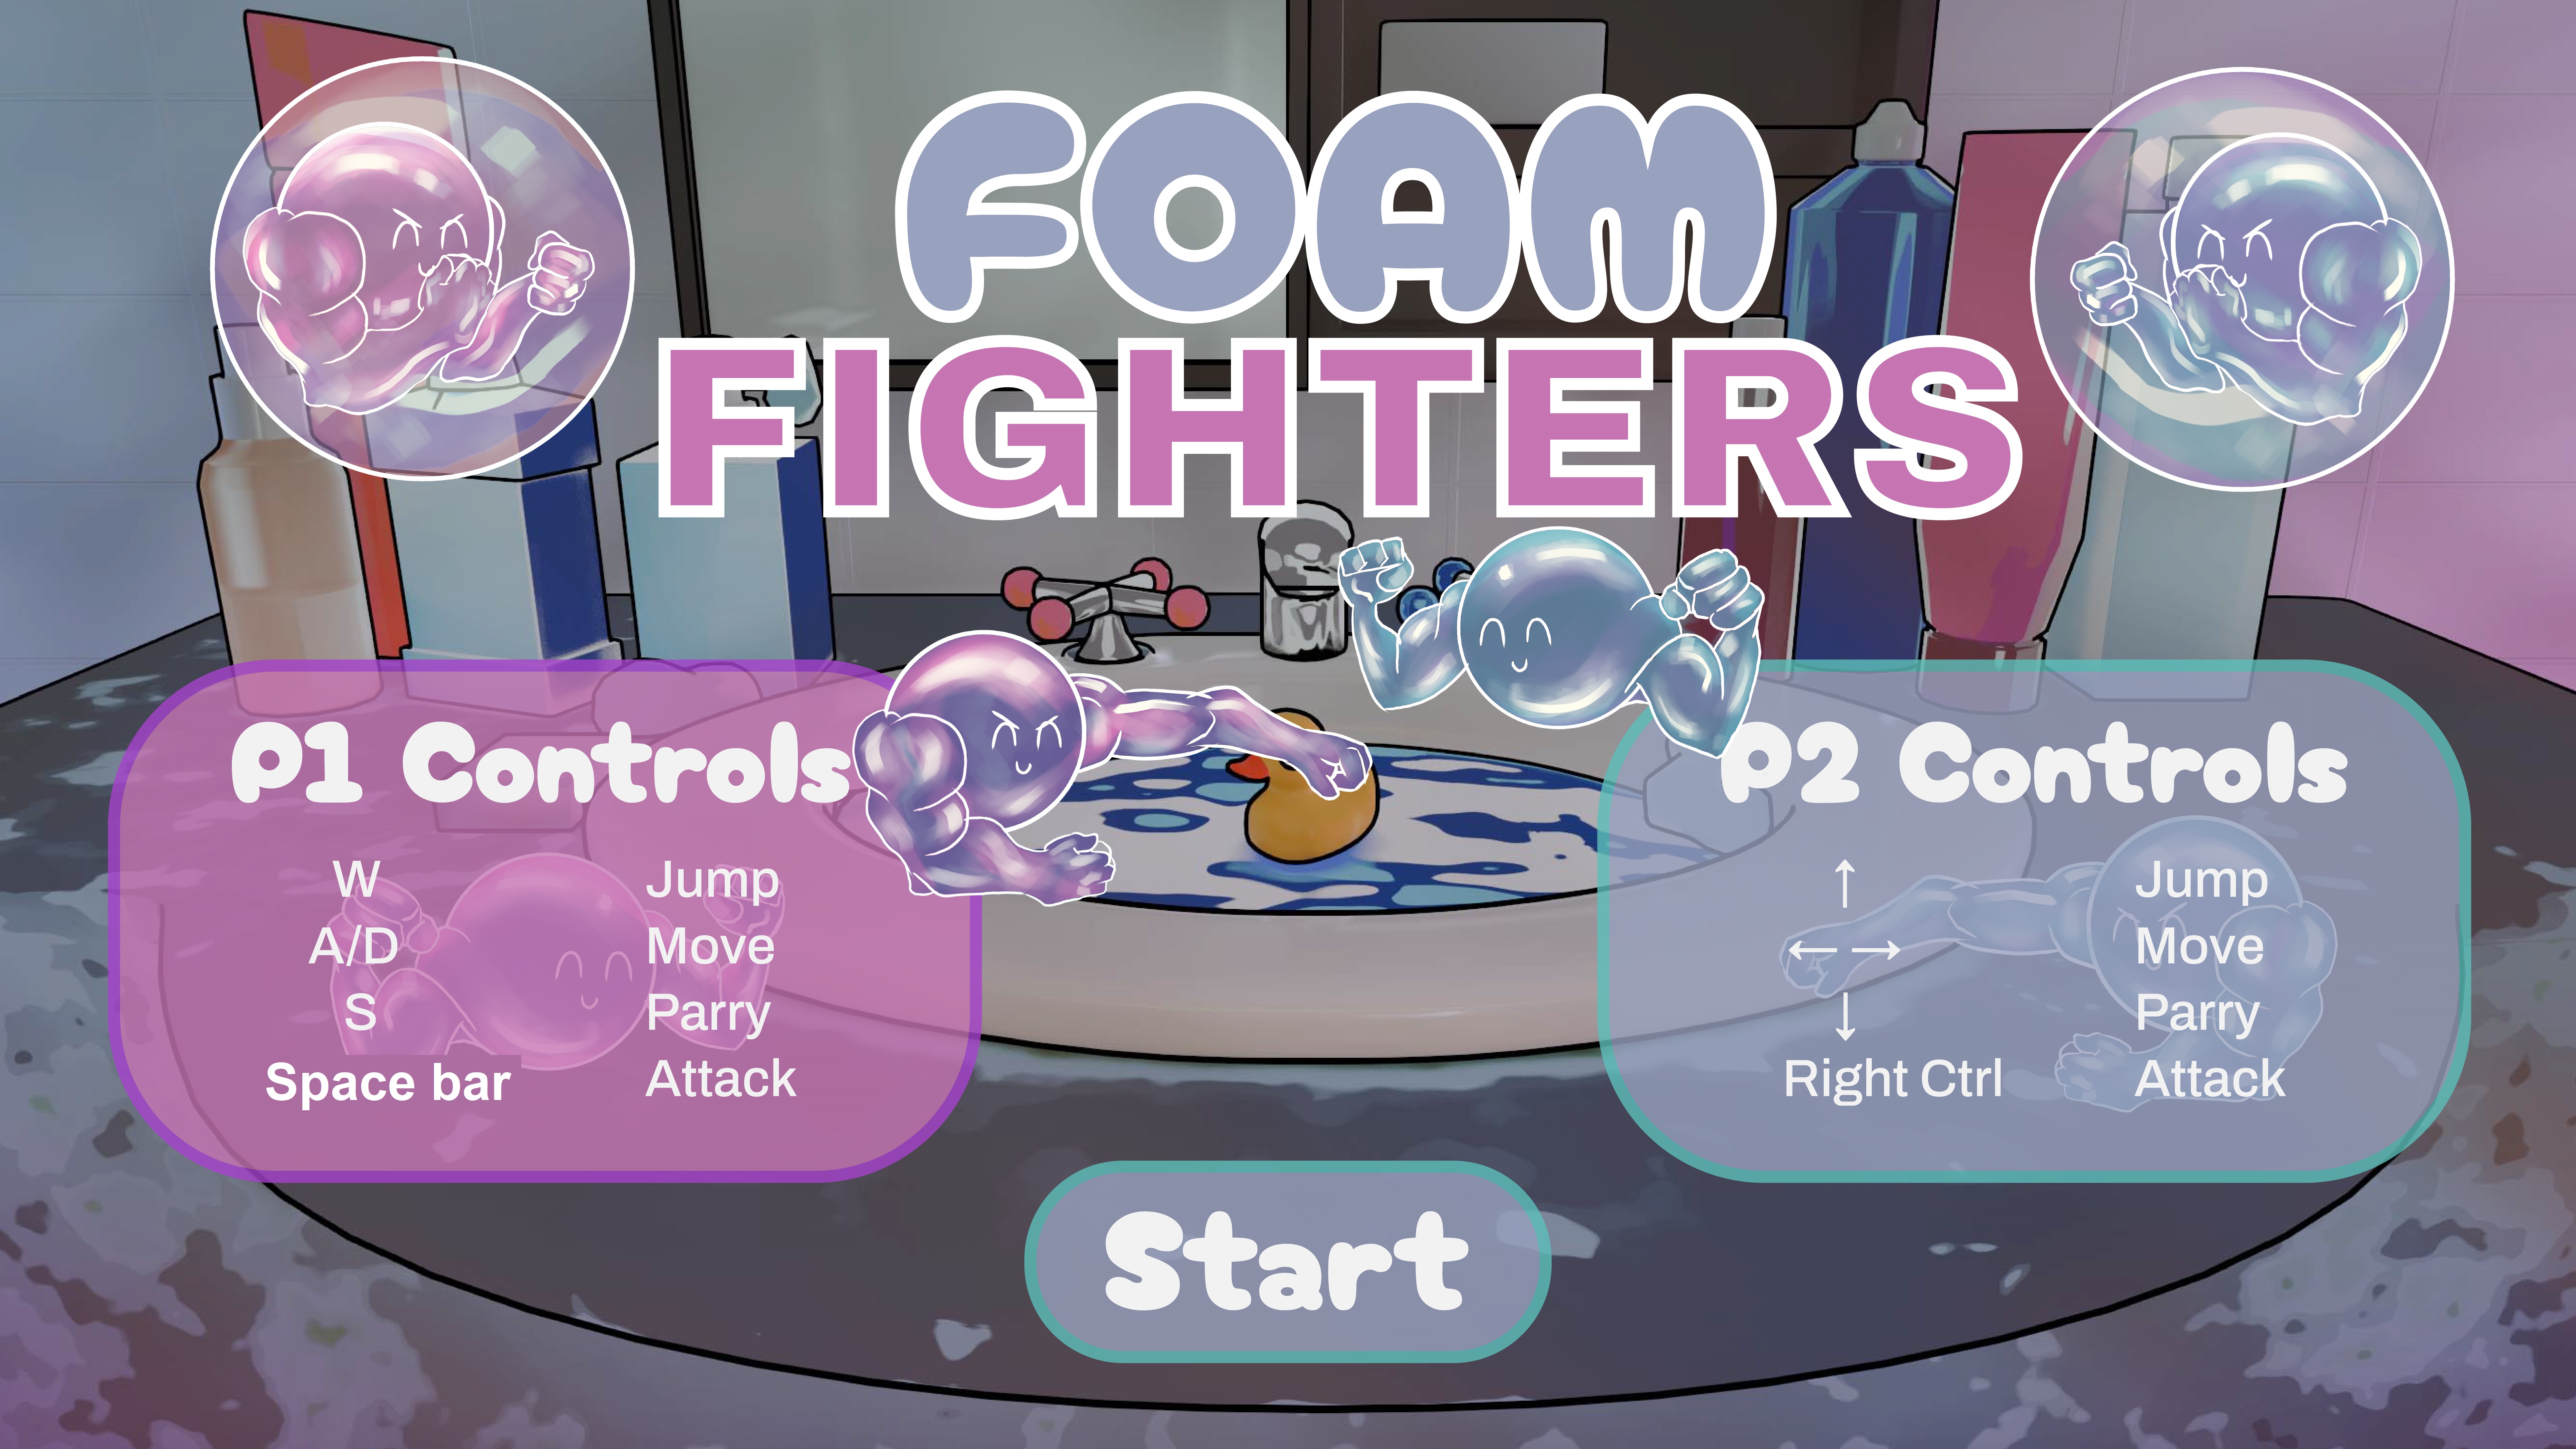 FOAM
FIGHTERS
P1 Controls
W Jump
A/D Move
S Parry
Space bar Attack
P2 Controls
↑ Jump
← → Move
↓ Parry
Right Ctrl Attack
Start